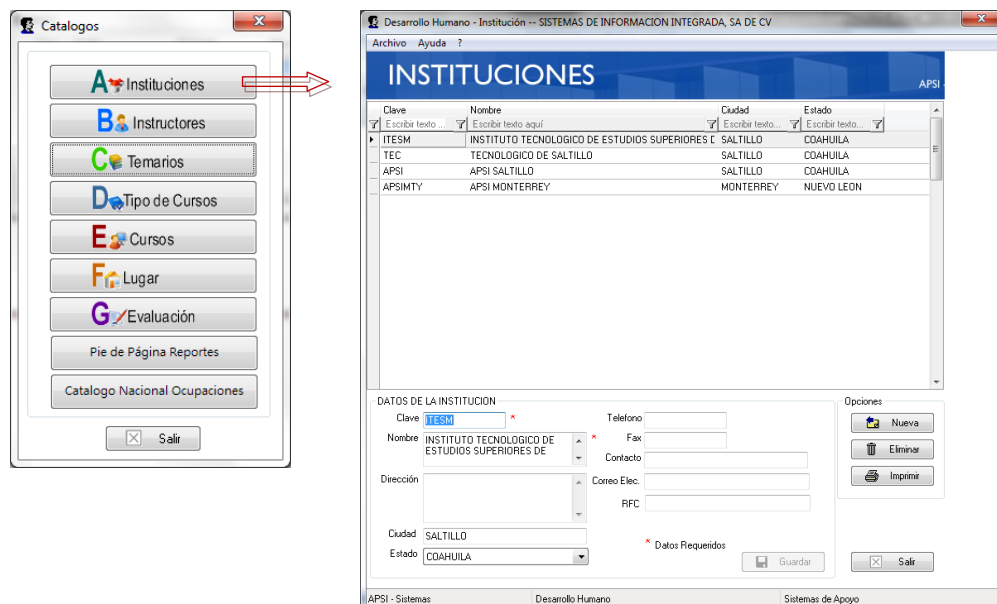 Catalogos
A Instituciones
B Instructores
C Temarios
D Tipo de Cursos
E Cursos
F Lugar
G Evaluación
Pie de Página Reportes
Catalogo Nacional Ocupaciones
Salir
Desarrollo Humano - Institución -- SISTEMAS DE INFORMACION INTEGRADA, SA DE CV
Archivo Ayuda ?
INSTITUCIONES
APSI
Clave Nombre Ciudad Estado
Escribir texto ... Escribir texto aquí Escribir texto... Escribir texto...
ITESM INSTITUTO TECNOLOGICO DE ESTUDIOS SUPERIORES D SALTILLO COAHUILA
TEC TECNOLOGICO DE SALTILLO SALTILLO COAHUILA
APSI APSI SALTILLO SALTILLO COAHUILA
APSIMTY APSI MONTERREY MONTERREY NUEVO LEON
DATOS DE LA INSTITUCION
Clave ITESM *
Nombre INSTITUTO TECNOLOGICO DE
ESTUDIOS SUPERIORES DE
*
Dirección
Ciudad SALTILLO
Estado COAHUILA
Telefono
Fax
Contacto
Correo Elec.
RFC
* Datos Requeridos
Guardar
Opciones
Nueva
Eliminar
Imprimir
Salir
APSI - Sistemas Desarrollo Humano Sistemas de Apoyo